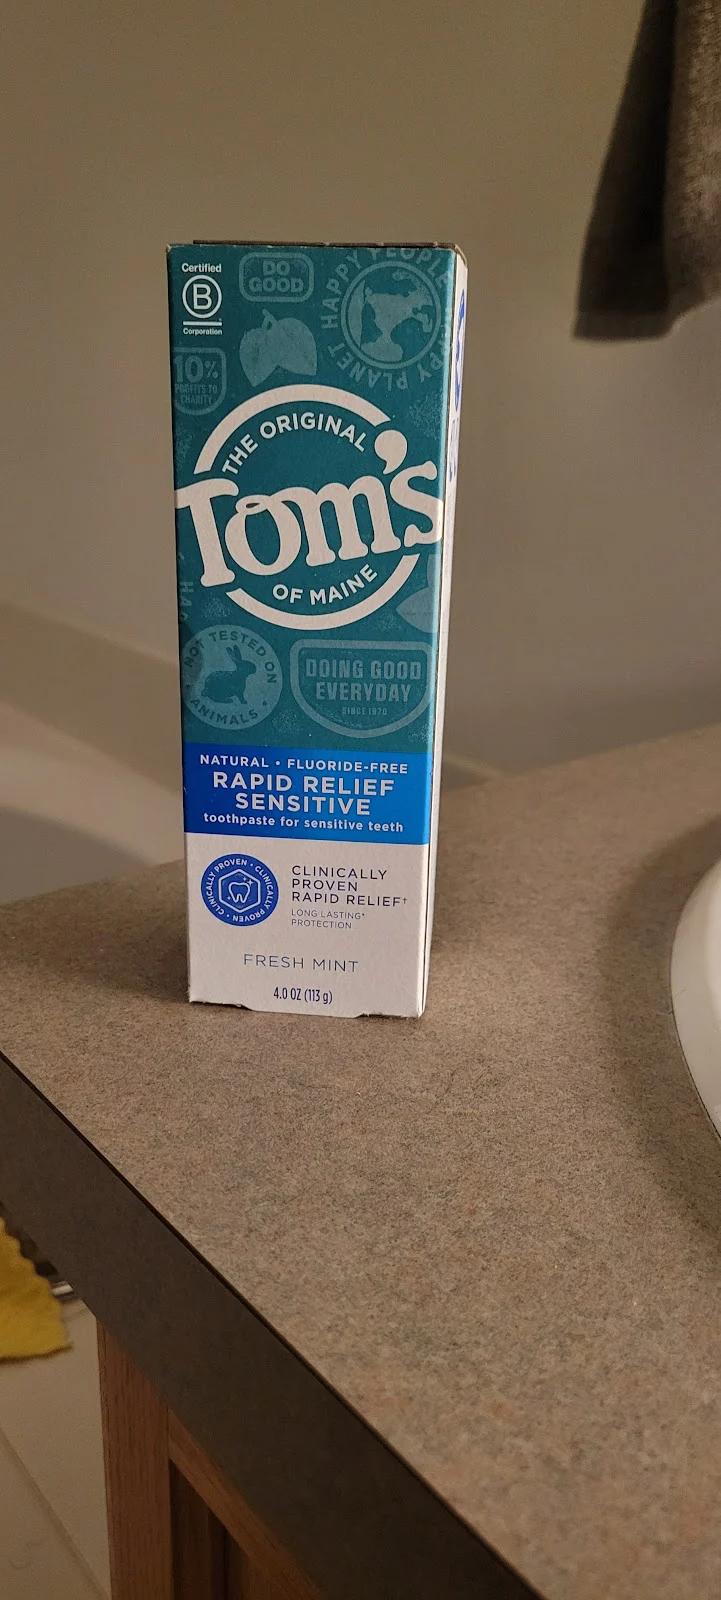 Certified
B
Corporation
DO
GOOD
HAPPY PEOPLE
HAPPY PLANET
10%
PROFITS TO
CHARITY
THE ORIGINAL
Tom's
OF MAINE
NOT TESTED ON
ANIMALS
DOING GOOD
EVERYDAY
SINCE 1970
NATURAL • FLUORIDE-FREE
RAPID RELIEF
SENSITIVE
toothpaste for sensitive teeth
CLINICALLY PROVEN • CLINICALLY PROVEN •
CLINICALLY
PROVEN
RAPID RELIEF†
LONG LASTING*
PROTECTION
FRESH MINT
4.0 OZ (113 g)